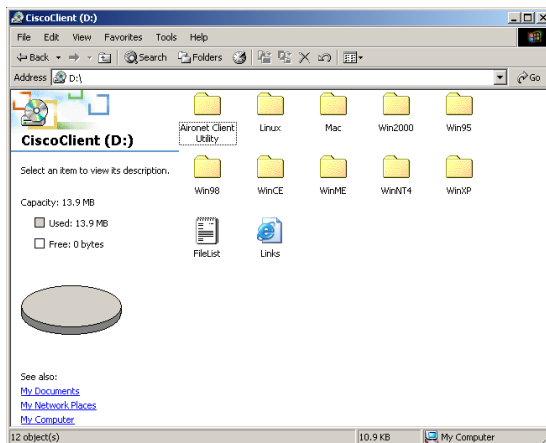 CiscoClient (D:)
File Edit View Favorites Tools Help
Back Search Folders
Address D:\ Go
CiscoClient (D:)
Select an item to view its description.
Capacity: 13.9 MB
Used: 13.9 MB
Free: 0 bytes
See also:
My Documents
My Network Places
My Computer
Aironet Client
Utility
Linux
Mac
Win2000
Win95
Win98
WinCE
WinME
WinNT4
WinXP
FileList
Links
12 object(s) 10.9 KB My Computer